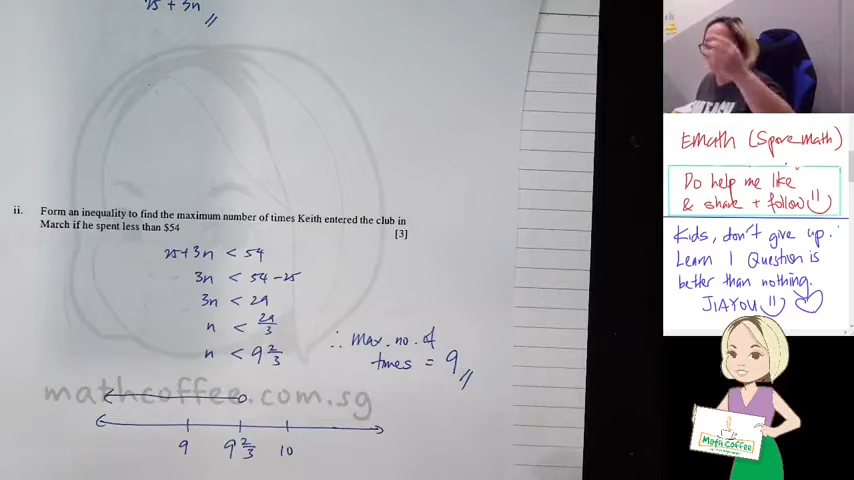 25 + 3n
ii. Form an inequality to find the maximum number of times Keith entered the club in
March if he spent less than $54
[3]
25+3n < 54
3n < 54-25
3n < 29
n < 29/3
n < 9 2/3
∴ Max. no. of
times = 9
mathcoffee.com.sg
9 9 2/3 10
EMath (Spore math)
Do help me like
& share + follow
Kids, don't give up.
Learn 1 Question is
better than nothing.
JIAYOU
Math Coffee